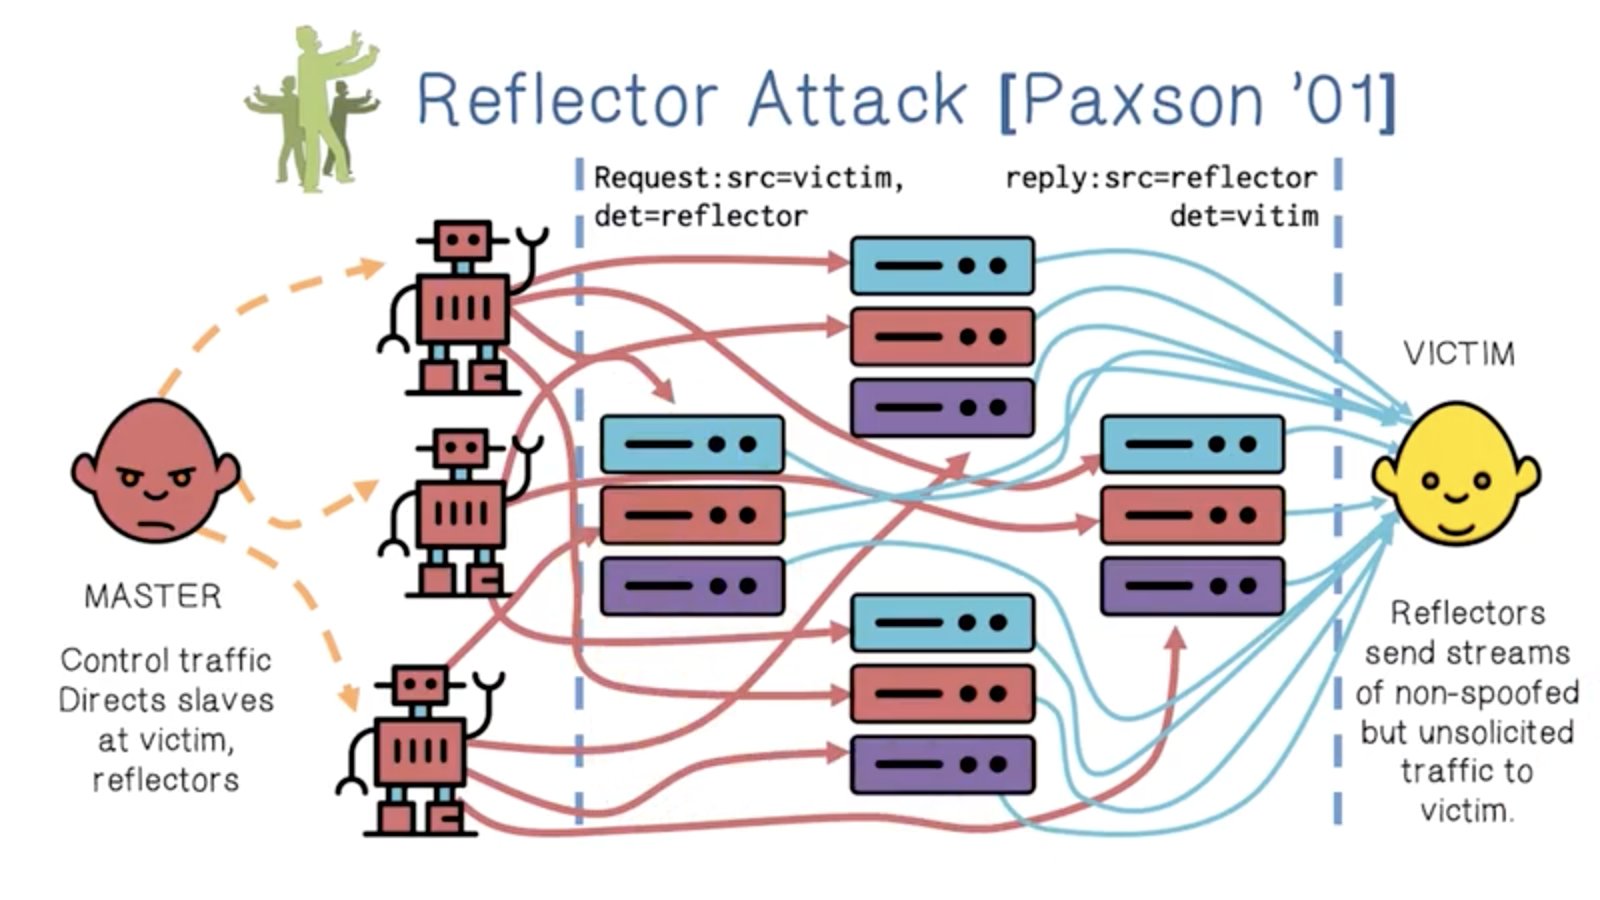 Reflector Attack [Paxson '01]
Request:src=victim,
det=reflector
reply:src=reflector
det=vitim
VICTIM
MASTER
Control traffic
Directs slaves
at victim,
reflectors
Reflectors
send streams
of non-spoofed
but unsolicited
traffic to
victim.